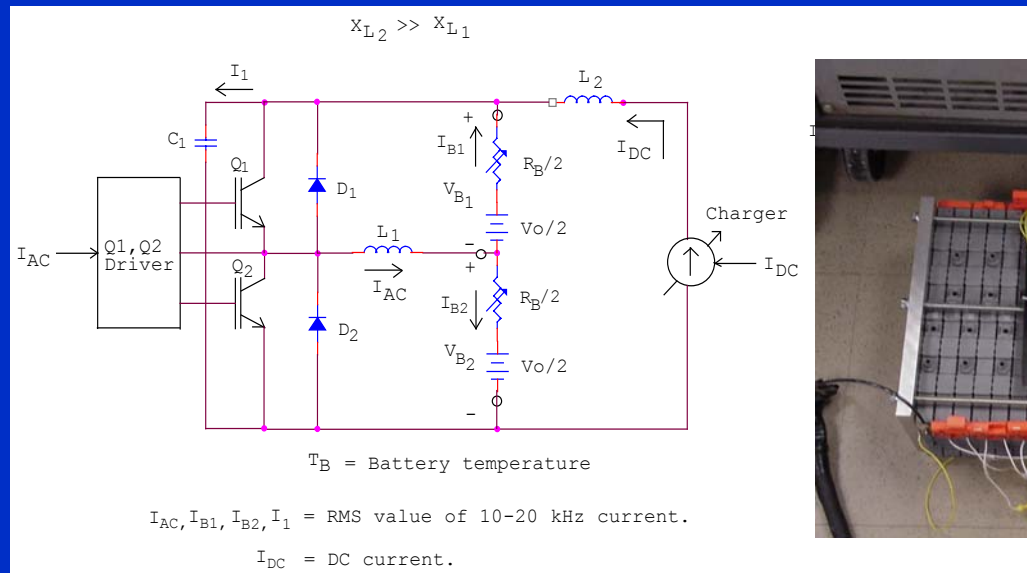 X_L2 >> X_L1
I_1
L_2
C_1
Q_1
D_1
I_B1
R_B/2
I_DC
V_B1
Vo/2
Charger
I_AC
Q1,Q2
Driver
L_1
I_AC
Q_2
- 
+
I_B2
R_B/2
I_DC
D_2
V_B2
Vo/2
T_B = Battery temperature
I_AC, I_B1, I_B2, I_1 = RMS value of 10-20 kHz current.
I_DC = DC current.